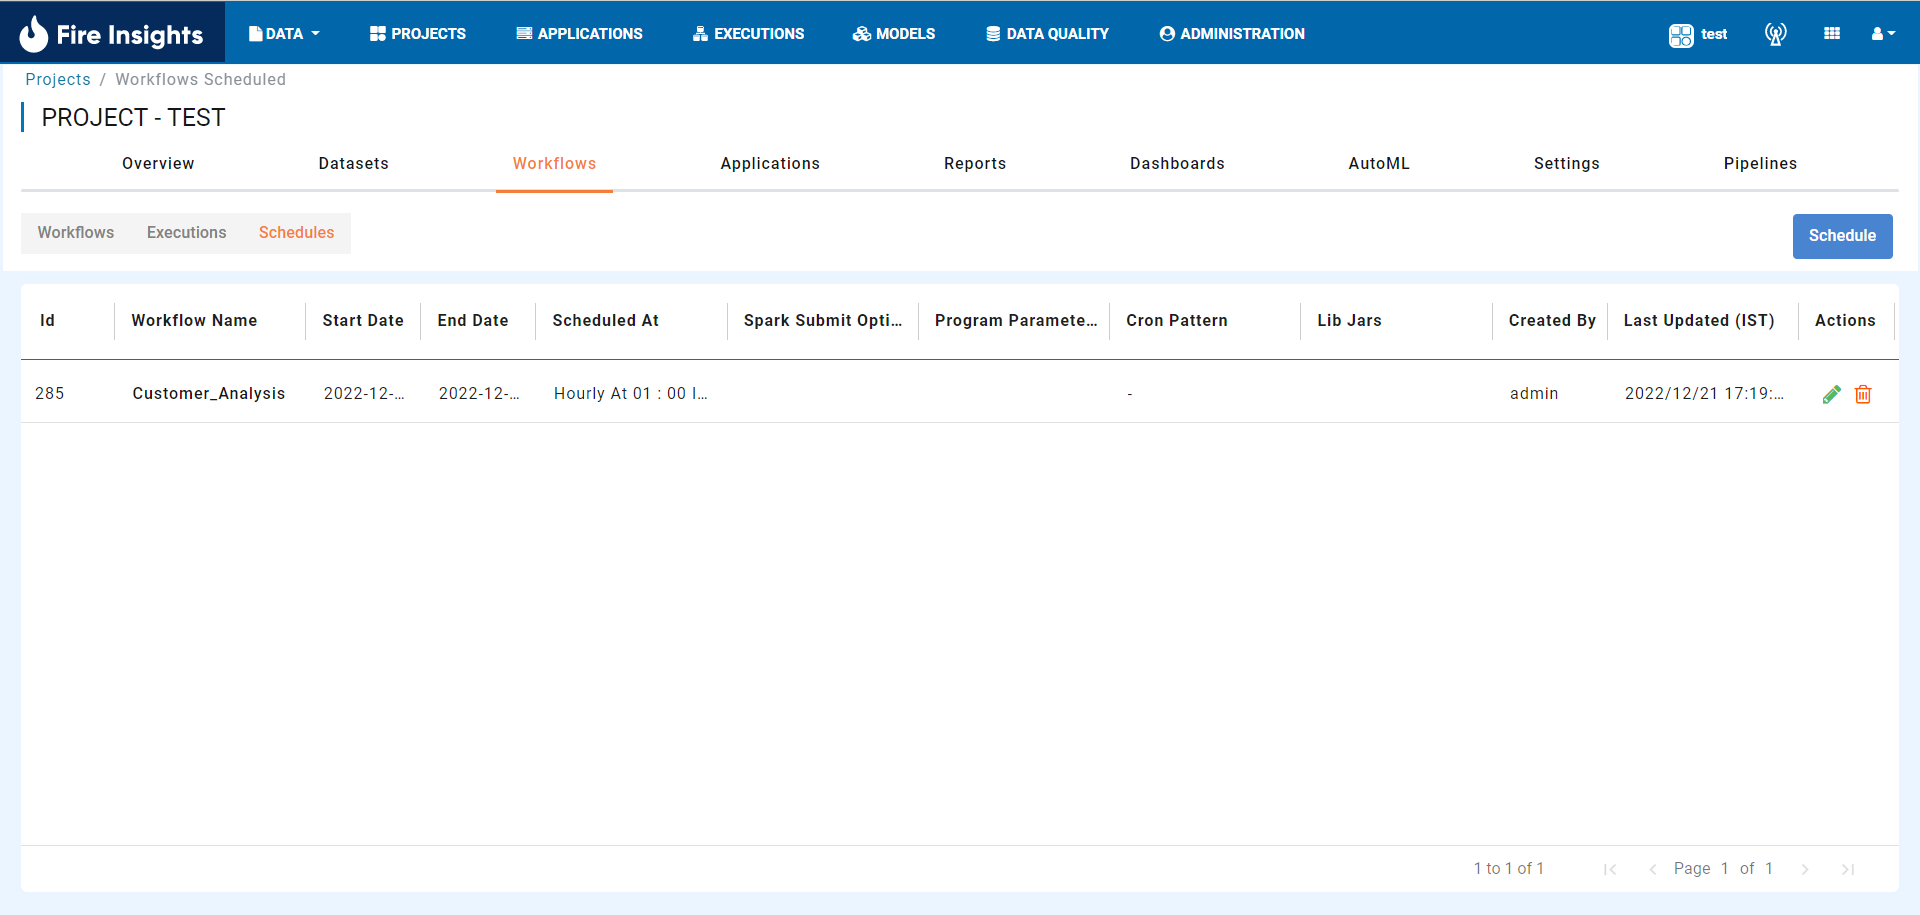 Fire Insights DATA PROJECTS APPLICATIONS EXECUTIONS MODELS DATA QUALITY ADMINISTRATION test
Projects / Workflows Scheduled
PROJECT - TEST
Overview Datasets Workflows Applications Reports Dashboards AutoML Settings Pipelines
Workflows Executions Schedules Schedule
Id Workflow Name Start Date End Date Scheduled At Spark Submit Opti... Program Paramete... Cron Pattern Lib Jars Created By Last Updated (IST) Actions
285 Customer_Analysis 2022-12-... 2022-12-... Hourly At 01 : 00 I... - admin 2022/12/21 17:19:...
1 to 1 of 1 Page 1 of 1